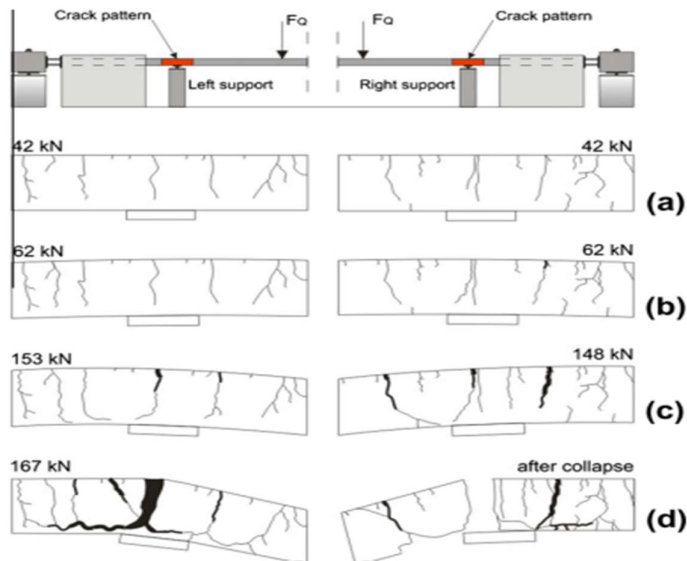 Crack pattern FQ FQ Crack pattern
Left support Right support
42 kN 42 kN
(a)
62 kN 62 kN
(b)
153 kN 148 kN
(c)
167 kN after collapse
(d)